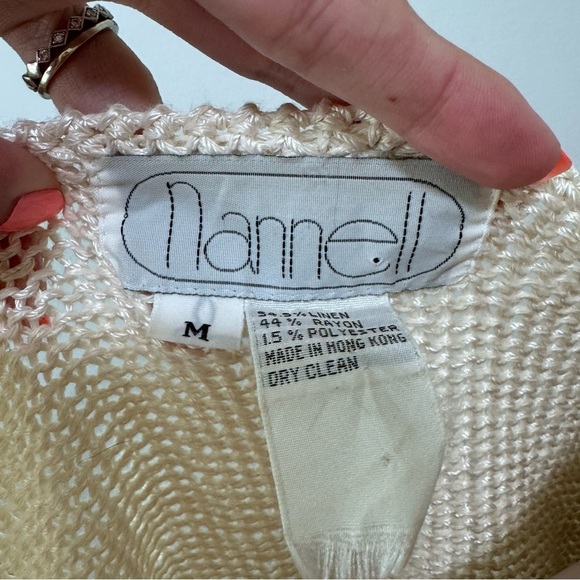 Nannell
M
54.5% LINEN
44% RAYON
1.5% POLYESTER
MADE IN HONG KONG
DRY CLEAN